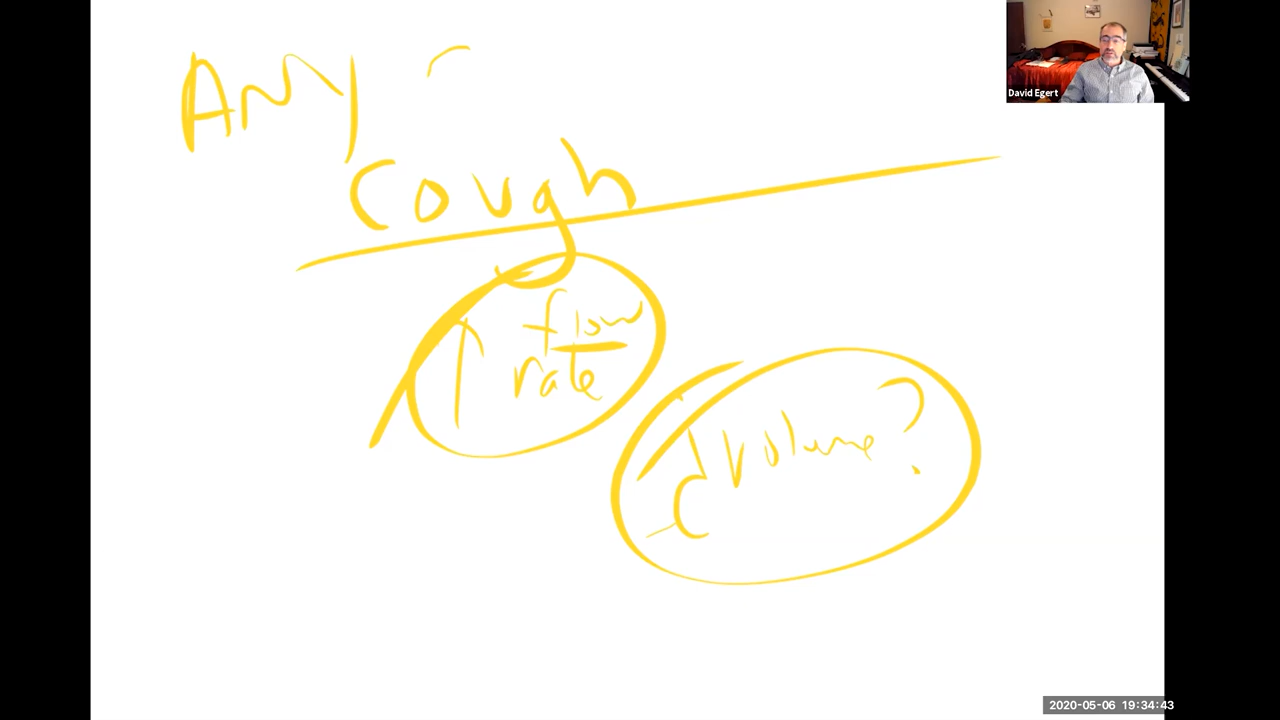 Any
cough
↑ flow
rate
volume?
David Egert
2020-05-06 19:34:43